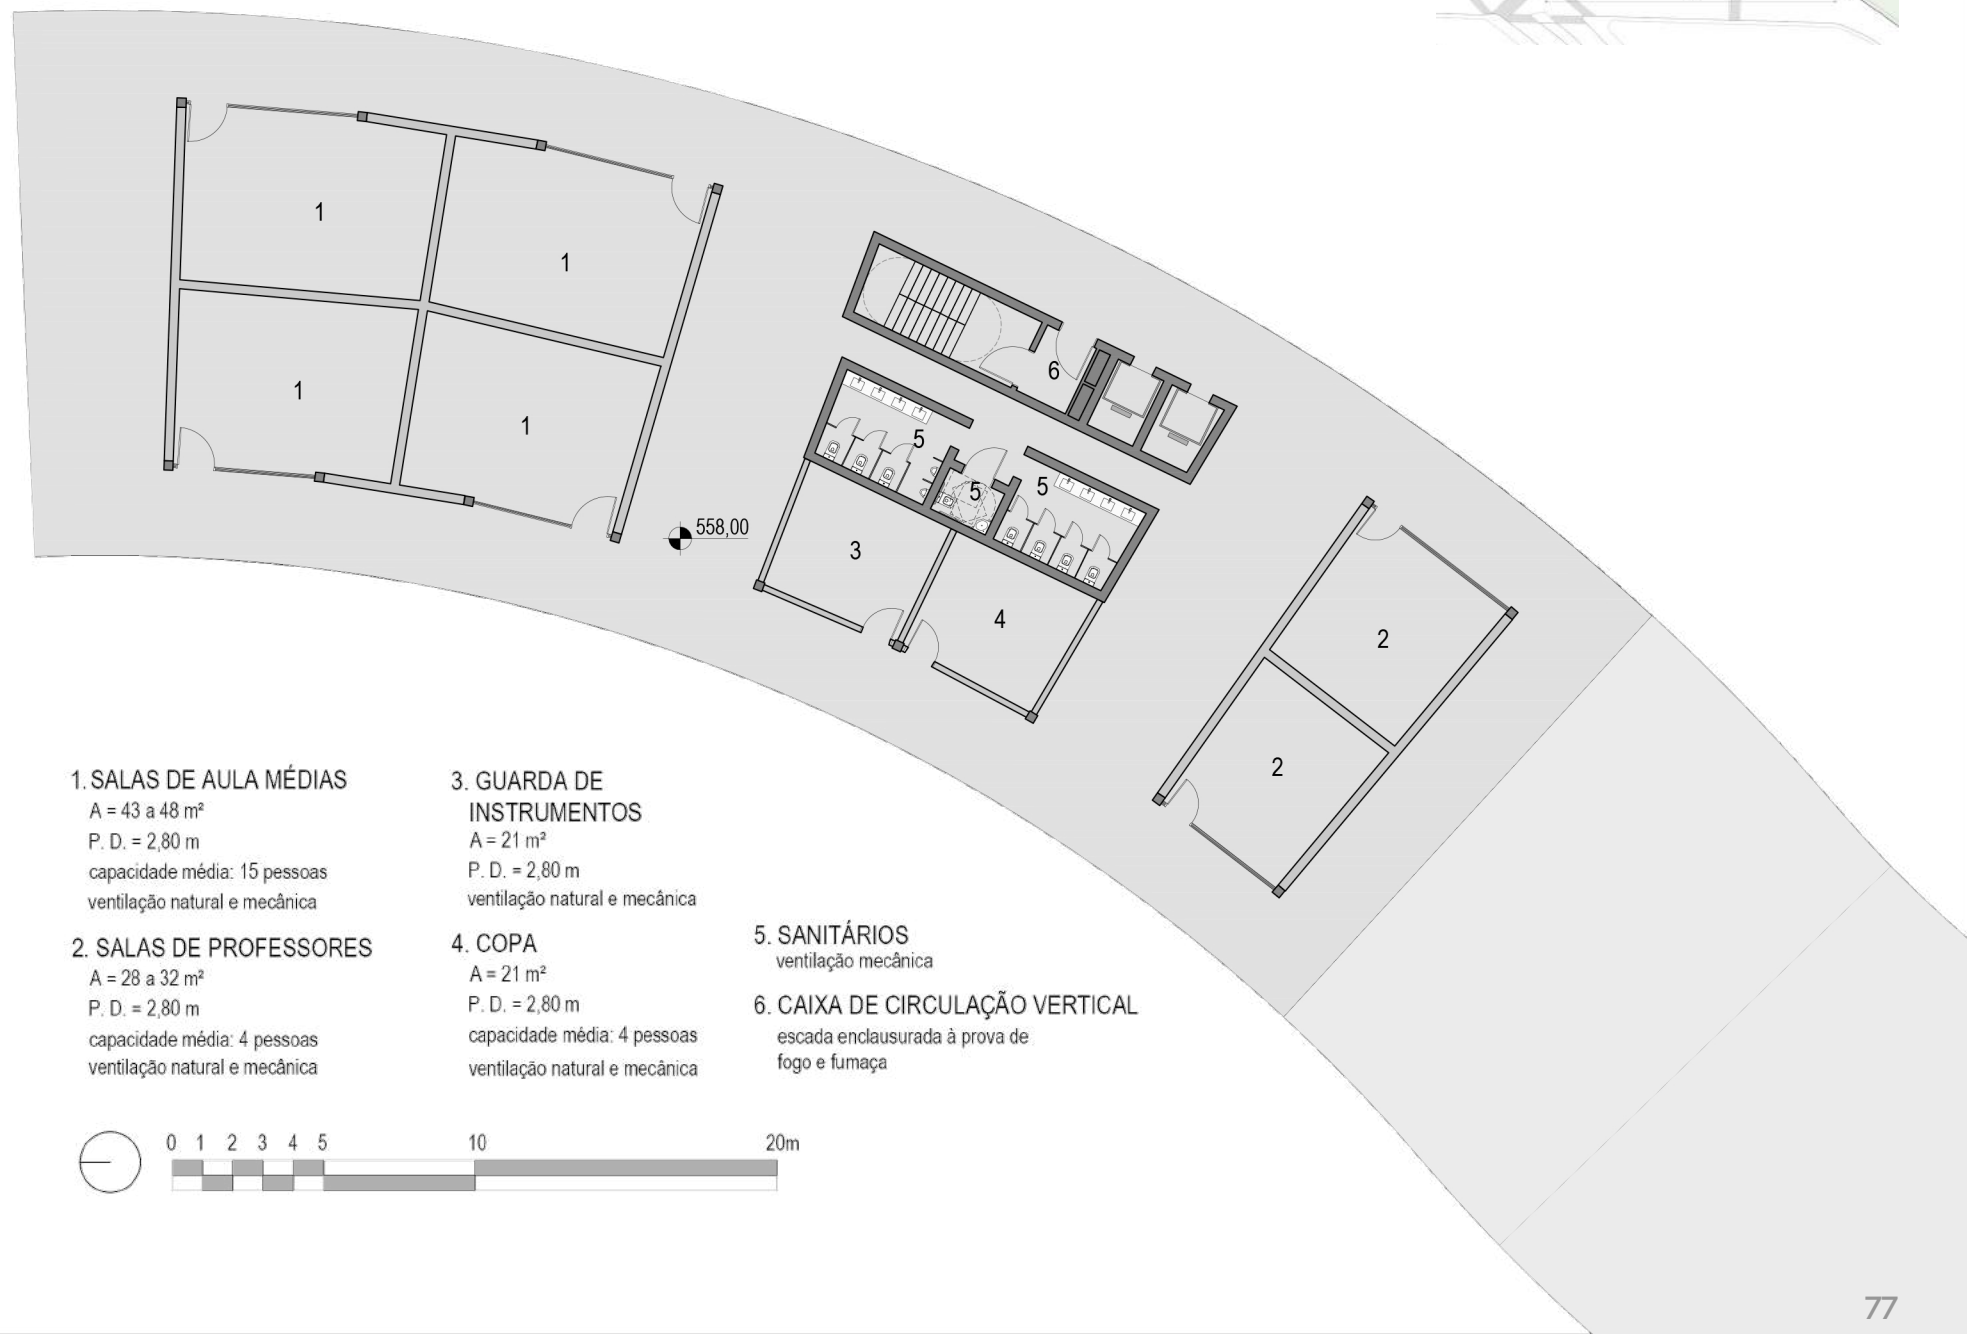 1
1
1
1
6
5
5
5
558,00
3
4
2
2
1. SALAS DE AULA MÉDIAS
A = 43 a 48 m²
P. D. = 2,80 m
capacidade média: 15 pessoas
ventilação natural e mecânica
2. SALAS DE PROFESSORES
A = 28 a 32 m²
P. D. = 2,80 m
capacidade média: 4 pessoas
ventilação natural e mecânica
3. GUARDA DE
INSTRUMENTOS
A = 21 m²
P. D. = 2,80 m
ventilação natural e mecânica
4. COPA
A = 21 m²
P. D. = 2,80 m
capacidade média: 4 pessoas
ventilação natural e mecânica
5. SANITÁRIOS
ventilação mecânica
6. CAIXA DE CIRCULAÇÃO VERTICAL
escada enclausurada à prova de
fogo e fumaça
0 1 2 3 4 5 10 20m
77